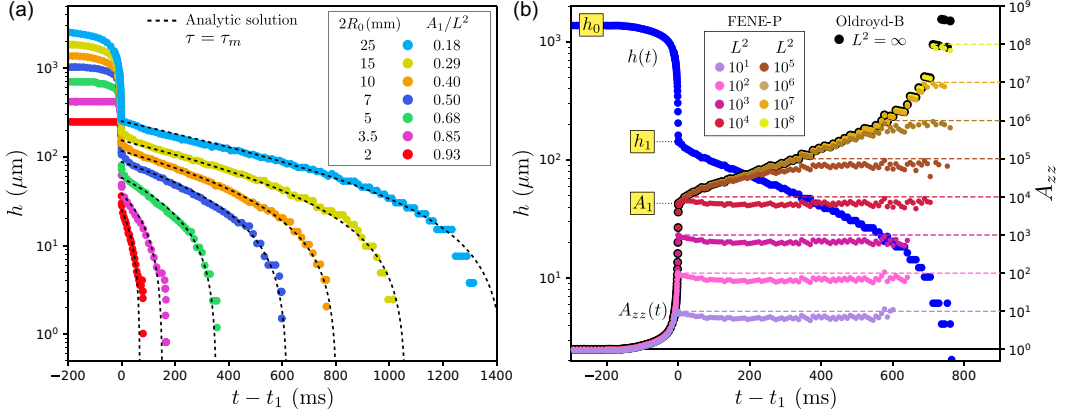 (a)
Analytic solution
τ = τₘ
2R₀(mm) A₁/L²
25 0.18
15 0.29
10 0.40
7 0.50
5 0.68
3.5 0.85
2 0.93
h (μm)
10³
10²
10¹
10⁰
−200 0 200 400 600 800 1000 1200 1400
t − t₁ (ms)
(b)
h₀
h(t)
FENE-P
L² L²
10¹ 10⁵
10² 10⁶
10³ 10⁷
10⁴ 10⁸
Oldroyd-B
L² = ∞
h₁
A₁
A_zz(t)
h (μm)
10³
10²
10¹
A_zz
10⁹
10⁸
10⁷
10⁶
10⁵
10⁴
10³
10²
10¹
10⁰
−200 0 200 400 600 800
t − t₁ (ms)